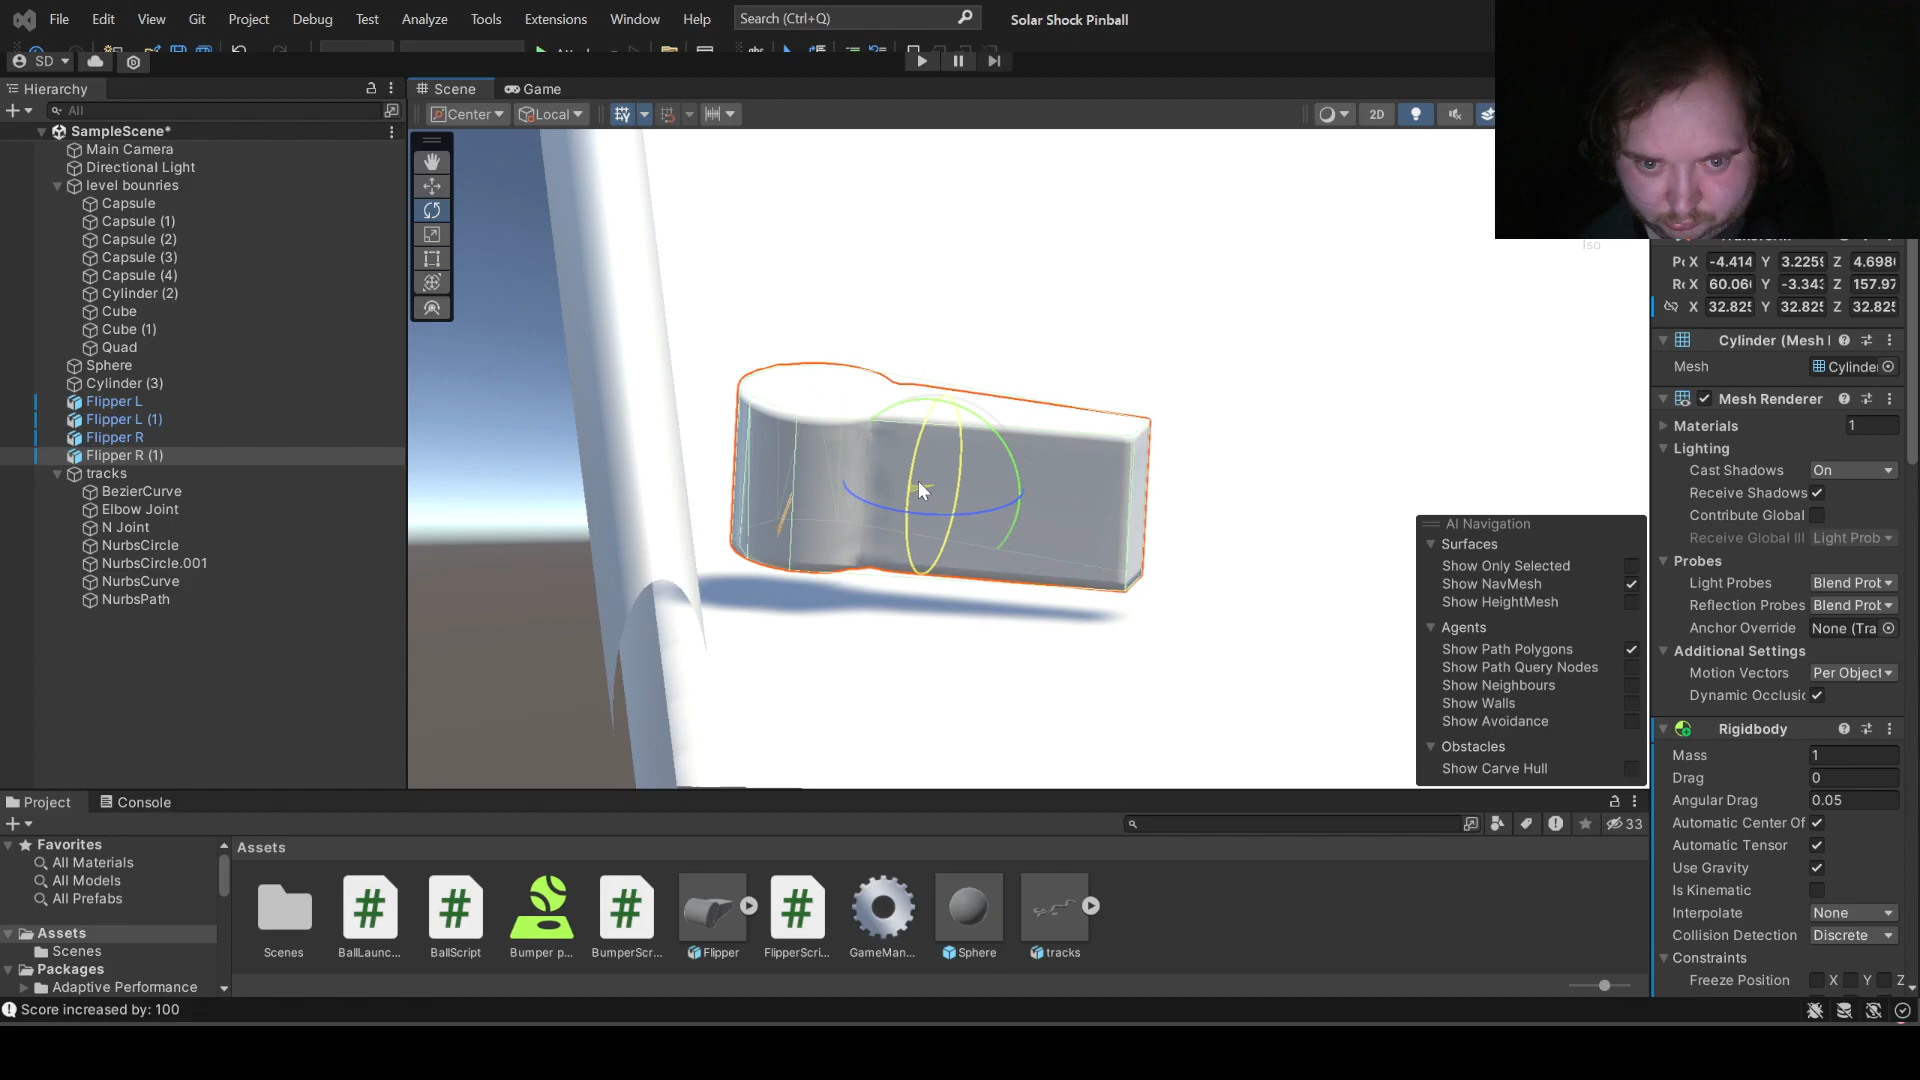 File Edit View Git Project Debug Test Analyze Tools Extensions Window Help Search (Ctrl+Q) Solar Shock Pinball
SD
Hierarchy
All
SampleScene*
Main Camera
Directional Light
level bounries
Capsule
Capsule (1)
Capsule (2)
Capsule (3)
Capsule (4)
Cylinder (2)
Cube
Cube (1)
Quad
Sphere
Cylinder (3)
Flipper L
Flipper L (1)
Flipper R
Flipper R (1)
tracks
BezierCurve
Elbow Joint
N Joint
NurbsCircle
NurbsCircle.001
NurbsCurve
NurbsPath
Scene Game
Center Local 2D
Iso
AI Navigation
Surfaces
Show Only Selected
Show NavMesh
Show HeightMesh
Agents
Show Path Polygons
Show Path Query Nodes
Show Neighbours
Show Walls
Show Avoidance
Obstacles
Show Carve Hull
X -4.414 Y 3.225 Z 4.698
X 60.06 Y -3.34 Z 157.97
X 32.82 Y 32.82 Z 32.82
Cylinder (Mesh
Mesh Cylinde
Mesh Renderer
Materials 1
Lighting
Cast Shadows On
Receive Shadows
Contribute Global
Receive Global Ill Light Prob
Probes
Light Probes Blend Prob
Reflection Probes Blend Prob
Anchor Override None (Tra
Additional Settings
Motion Vectors Per Object
Dynamic Occlusio
Rigidbody
Mass 1
Drag 0
Angular Drag 0.05
Automatic Center Of
Automatic Tensor
Use Gravity
Is Kinematic
Interpolate None
Collision Detection Discrete
Constraints
Freeze Position X Y Z
Project Console
33
Favorites
All Materials
All Models
All Prefabs
Assets
Scenes
Packages
Adaptive Performance
Assets
Scenes BallLaunc... BallScript Bumper p... BumperScr... Flipper FlipperScri... GameMan... Sphere tracks
Score increased by: 100